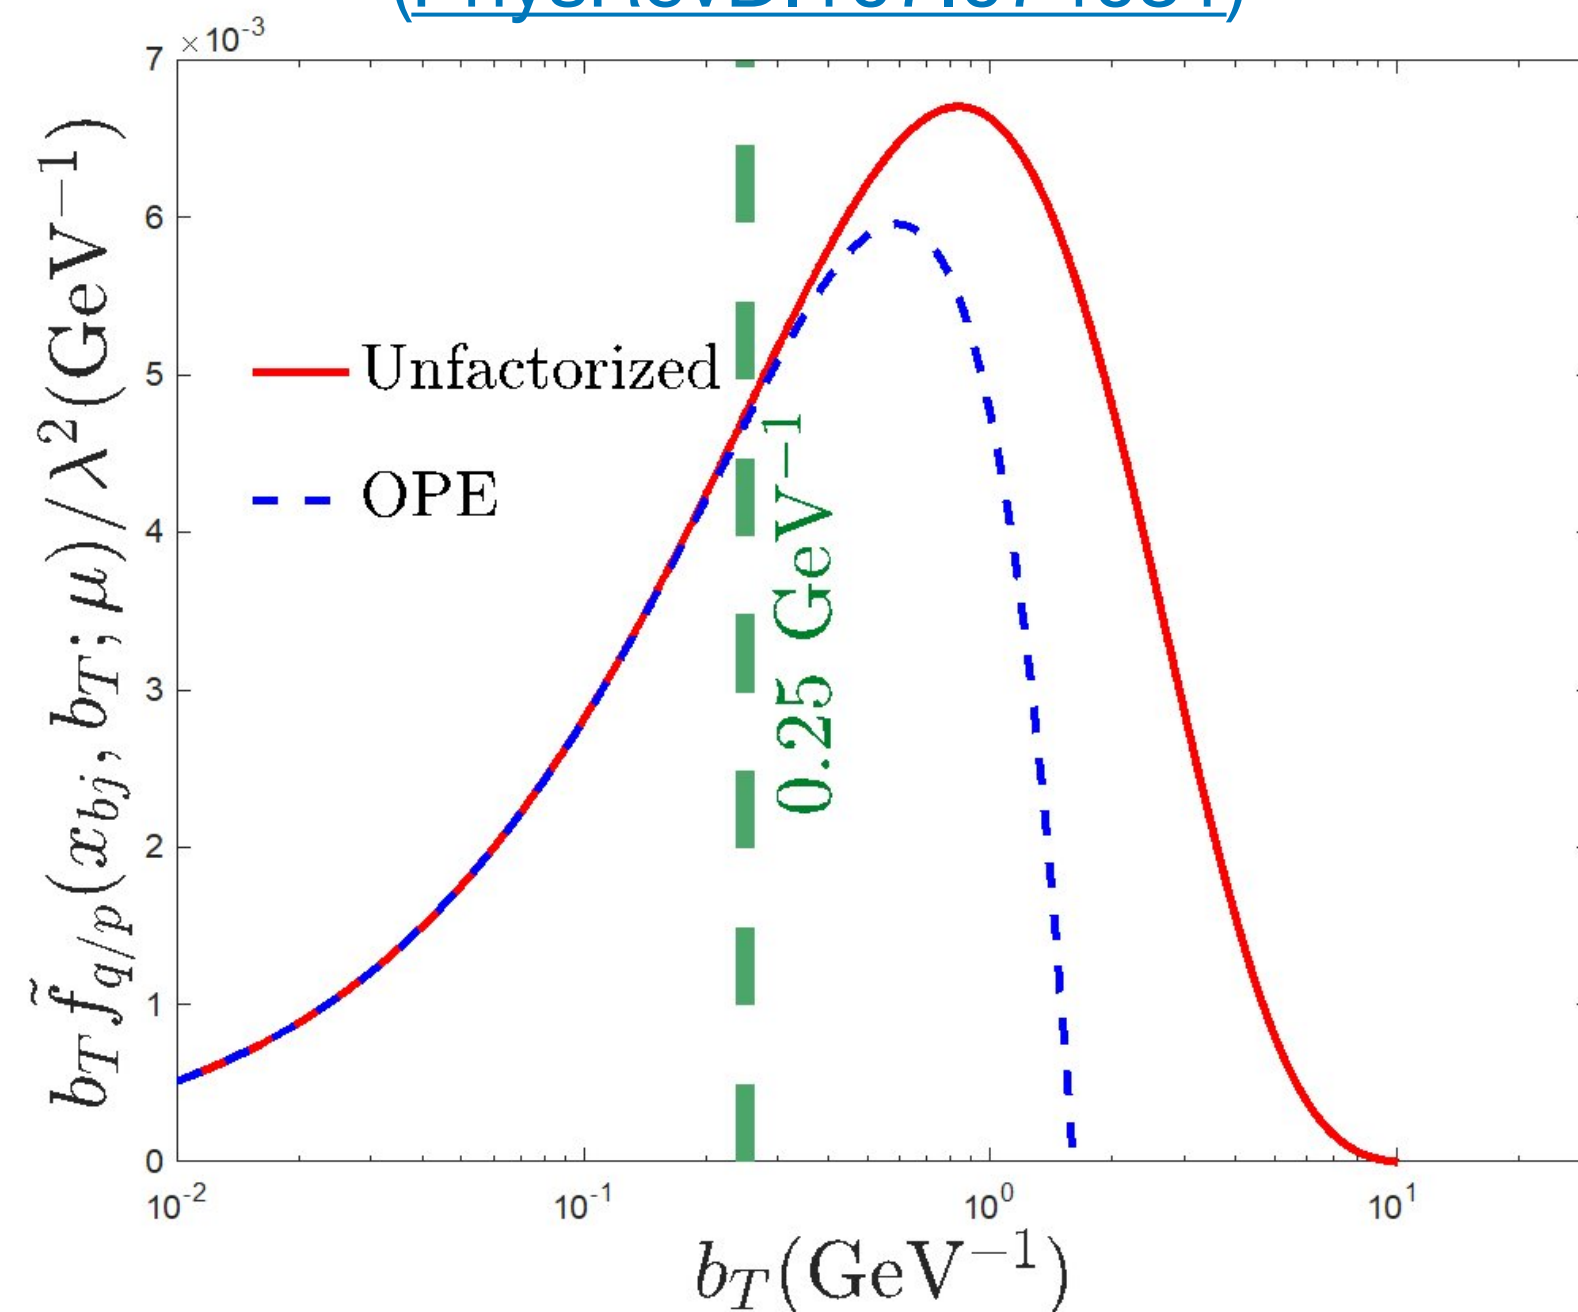 ×10⁻³
7
6
5
4
3
2
1
0
b_T f̃_{q/p}(x_{bj}, b_T; μ)/λ²(GeV⁻¹)
Unfactorized
OPE
0.25 GeV⁻¹
10⁻² 10⁻¹ 10⁰ 10¹
b_T(GeV⁻¹)